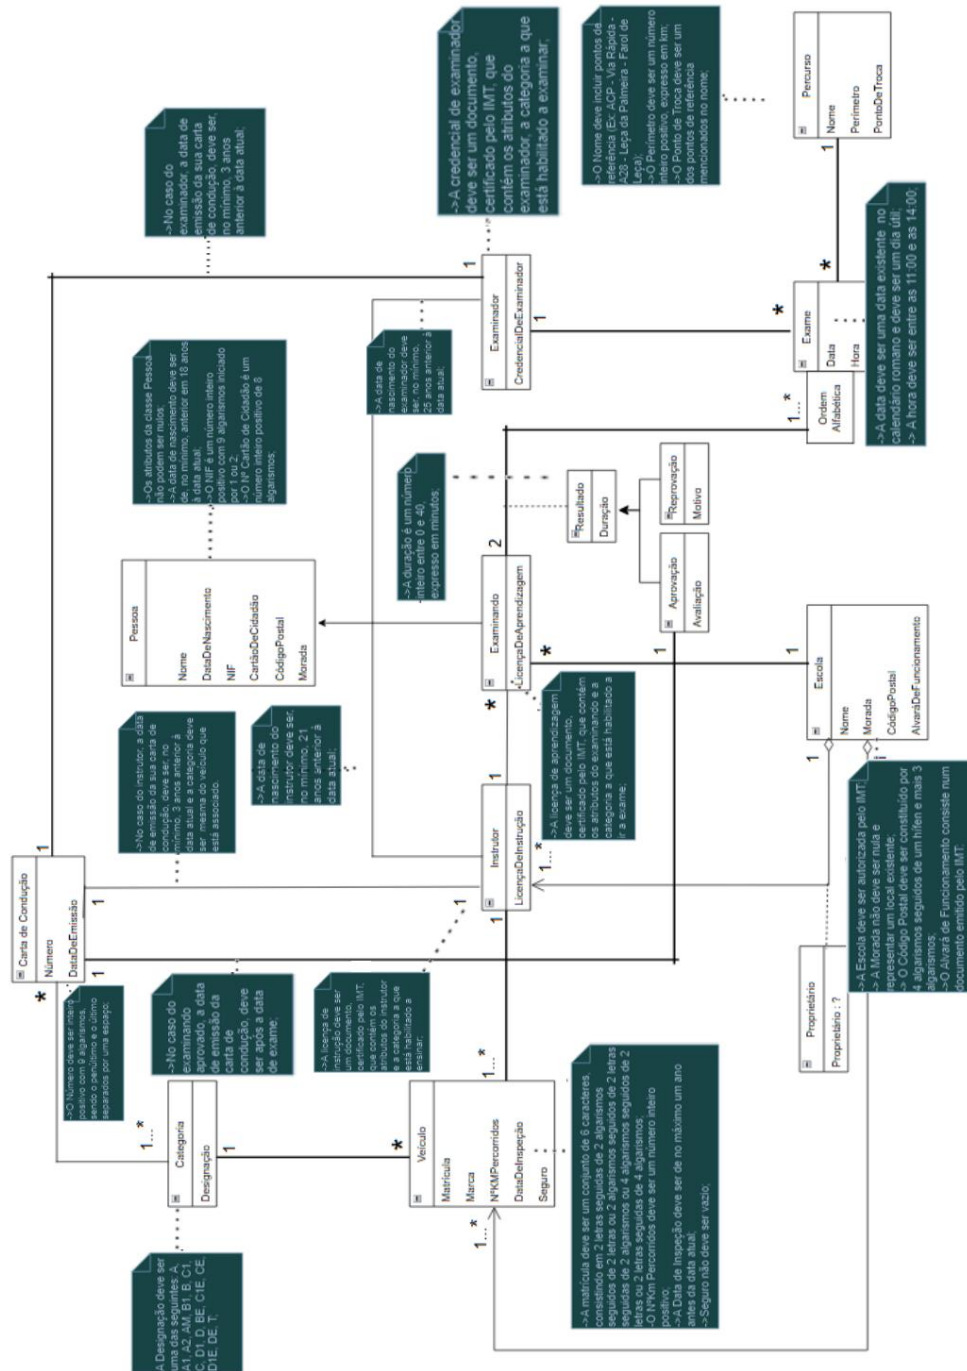 ->A credencial de examinador
deve ser um documento,
certificado pelo IMT, que
contém os atributos do
examinador, a categoria a que
está habilitado a examinar;
->O Nome deve incluir pontos de
referência (Ex: ACP - Via Rápida -
A28 - Leça da Palmeira - Farol de
Leça);
->O Perímetro deve ser um número
inteiro positivo, expresso em km;
->O Ponto de Troca deve ser um
dos pontos de referência
mencionados no nome;
Percurso
Nome
Perímetro
PontoDeTroca
->No caso do
examinador, a data de
emissão da sua carta
de condução, deve ser,
no mínimo, 3 anos
anterior à data atual;
1
1
Examinador
CredencialDeExaminador
1
*
*
Exame
Data
Hora
->A data deve ser uma data existente no
calendário romano e deve ser um dia útil;
-> A hora deve ser entre as 11:00 e as 14:00;
->Os atributos da classe Pessoa
não podem ser nulos;
->A data de nascimento deve ser
de, no mínimo, anterior em 18 anos
à data atual;
->O NIF é um número inteiro
positivo com 9 algarismos iniciado
por 1 ou 2;
->O Nº Cartão de Cidadão é um
número inteiro positivo de 8
algarismos;
->A data de
nascimento do
examinador deve
ser, no mínimo,
25 anos anterior à
data atual;
1...*
Ordem
Alfabética
->A duração é um número
inteiro entre 0 e 40,
expresso em minutos;
Resultado
Duração
Reprovação
Motivo
Aprovação
Avaliação
2
Pessoa
Nome
DataDeNascimento
NIF
CartãoDeCidadão
CódigoPostal
Morada
Examinando
LicençaDeAprendizagem
*
*
1
1
Escola
Nome
Morada
CódigoPostal
AlvaráDeFuncionamento
1
1
->No caso do instrutor, a data
de emissão da sua carta de
condução, deve ser, no
mínimo, 3 anos anterior à
data atual e a categoria deve
ser mesma do veículo que
está associado.
->A data de
nascimento do
instrutor deve ser,
no mínimo, 21
anos anterior à
data atual;
->A licença de aprendizagem
deve ser um documento,
certificado pelo IMT, que contém
os atributos do examinando e a
categoria a que está habilitado a
ir a exame;
1
Instrutor
LicençaDeInstrução
1...*
1
1
->A Escola deve ser autorizada pelo IMT;
-> A Morada não deve ser nula e
representar um local existente;
-> O Código Postal deve ser constituído por
4 algarismos seguidos de um hífen e mais 3
algarismos;
->O Alvará de Funcionamento consiste num
documento emitido pelo IMT.
1
Carta de Condução
Número
DataDeEmissão
1
1
*
Proprietário
Proprietário : ?
->O Número deve ser inteiro
positivo com 9 algarismos,
sendo o penúltimo e o último
separados por uma espaço;
->No caso do
examinando
aprovado, a data
de emissão da
carta de
condução, deve
ser após a data
de exame;
->A licença de
instrução deve ser
um documento,
certificado pelo IMT,
que contém os
atributos do instrutor
e a categoria a que
está habilitado a
ensinar;
1...*
1...*
Categoria
Designação
1
*
Veículo
Matrícula
Marca
NºKMPercorridos
DataDeInspeção
Seguro
1...*
->A matrícula deve ser um conjunto de 6 caracteres,
consistindo em 2 letras seguidas de 2 algarismos
seguidos de 2 letras ou 2 algarismos seguidos de 2 letras
seguidas de 2 algarismos ou 4 algarismos seguidos de 2
letras ou 2 letras seguidas de 4 algarismos;
-O NºKm Percorridos deve ser um número inteiro
positivo;
->A Data de Inspeção deve ser de no máximo um ano
antes da data atual;
->Seguro não deve ser vazio;
A Designação deve ser
uma das seguintes: A,
A1, A2, AM, B1, B, C1,
C, D1, D, BE, C1E, CE,
D1E, DE, T;